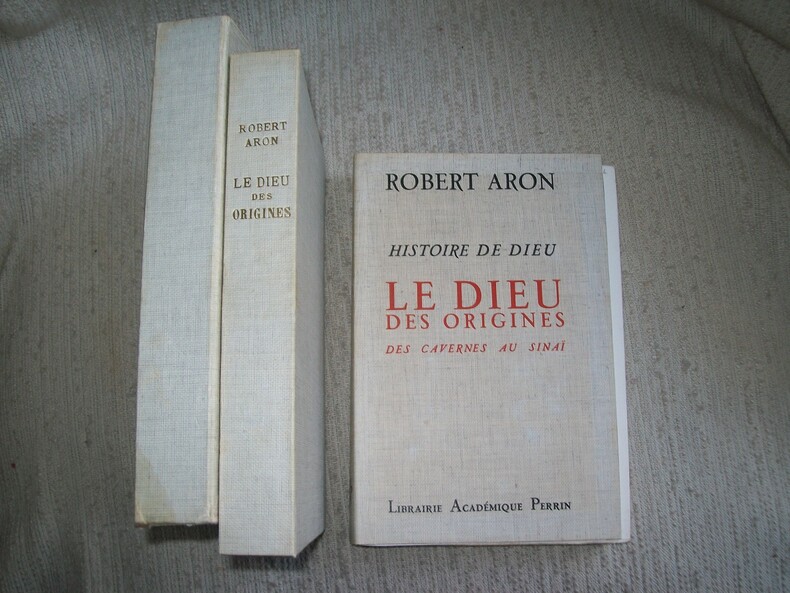 ROBERT
ARON
LE DIEU
DES
ORIGINES
ROBERT ARON
HISTOIRE DE DIEU
LE DIEU
DES ORIGINES
DES CAVERNES AU SINAÏ
LIBRAIRIE ACADÉMIQUE PERRIN